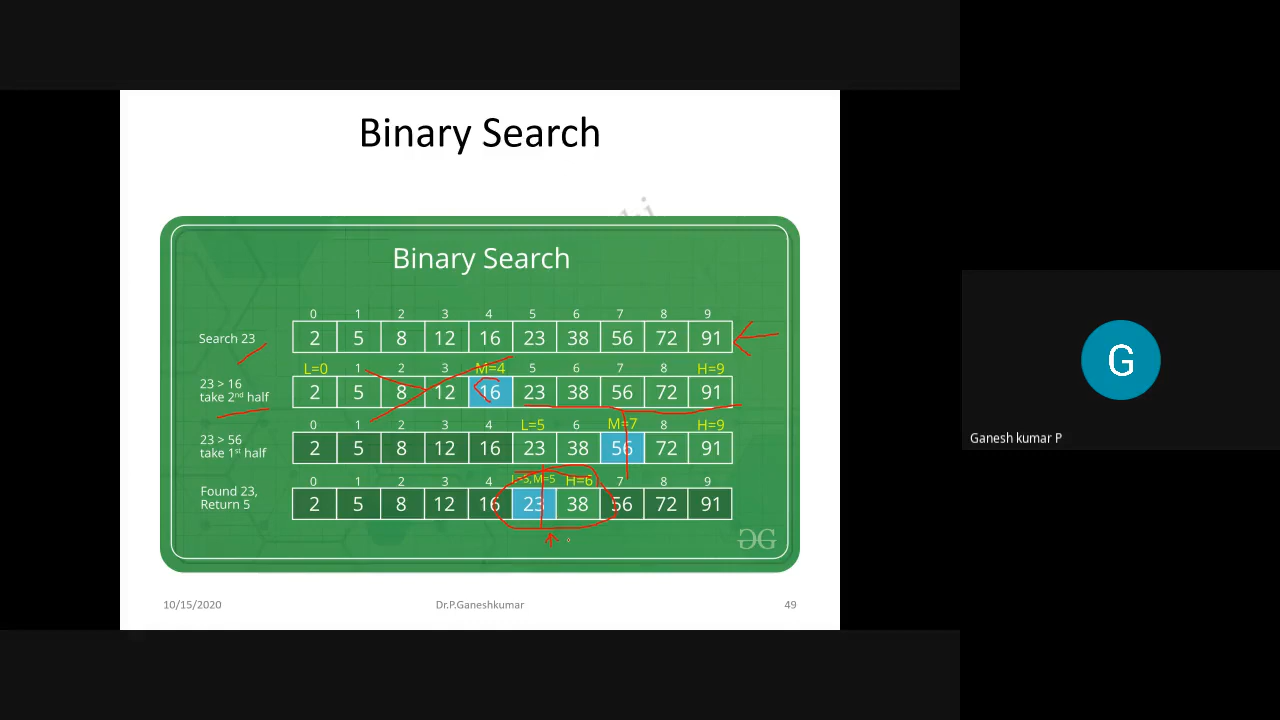 Binary Search
Binary Search
0 1 2 3 4 5 6 7 8 9
Search 23 2 5 8 12 16 23 38 56 72 91
L=0 1 2 3 M=4 5 6 7 8 H=9
23 > 16
take 2nd half
2 5 8 12 16 23 38 56 72 91
0 1 2 3 4 L=5 6 M=7 8 H=9
23 > 56
take 1st half
2 5 8 12 16 23 38 56 72 91
0 1 2 3 4 L=5, M=5 H=6 7 8 9
Found 23,
Return 5
2 5 8 12 16 23 38 56 72 91
10/15/2020 Dr.P.Ganeshkumar 49
G
Ganesh kumar P